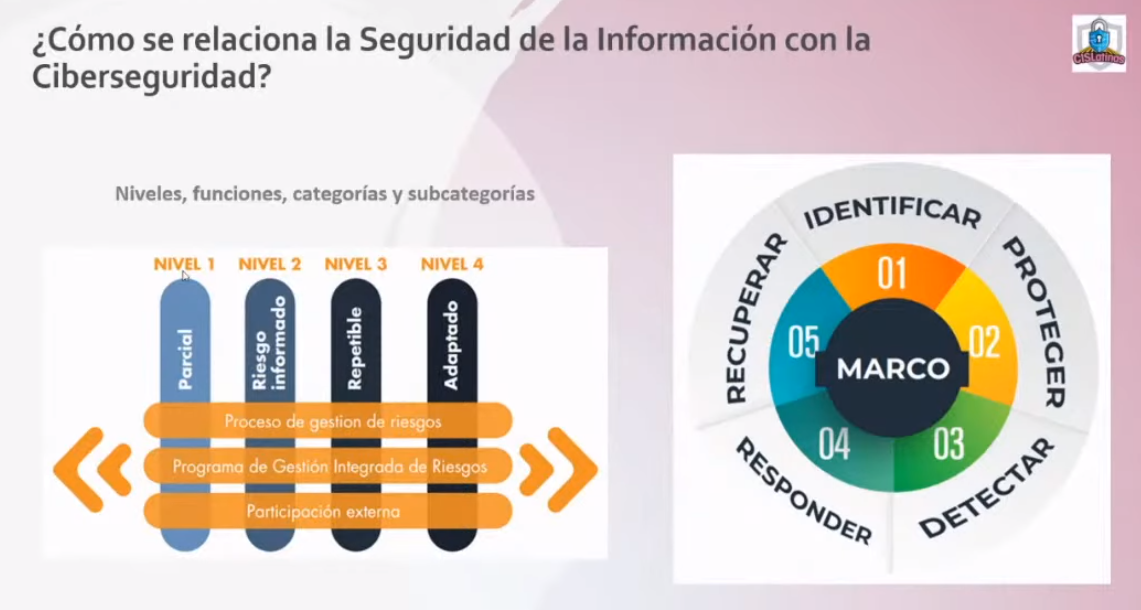 ¿Cómo se relaciona la Seguridad de la Información con la
Ciberseguridad?
CISLatinos
Niveles, funciones, categorías y subcategorías
NIVEL 1 NIVEL 2 NIVEL 3 NIVEL 4
Parcial
Riesgo
informado
Repetible
Adaptado
Proceso de gestion de riesgos
Programa de Gestión Integrada de Riesgos
Participación externa
IDENTIFICAR
PROTEGER
DETECTAR
RESPONDER
RECUPERAR
01
02
03
04
05
MARCO